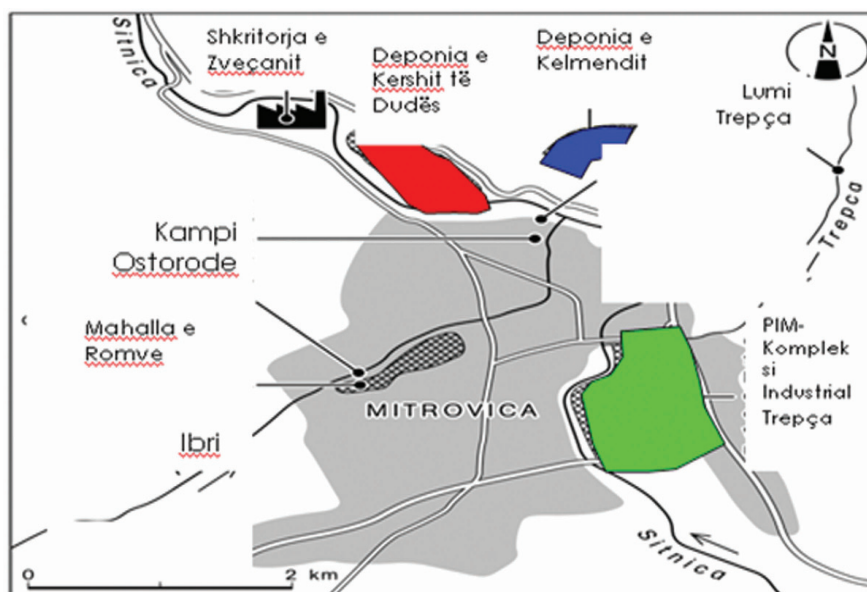 Sitnica
Shkritorja e
Zveçanit
Deponia e
Kershit të
Dudës
Deponia e
Kelmendit
N
Lumi
Trepça
Trepca
Kampi
Ostorode
Mahalla e
Romve
Ibri
MITROVICA
PIM-
Komplek
si
Industrial
Trepça
Sitnica
0 2 km